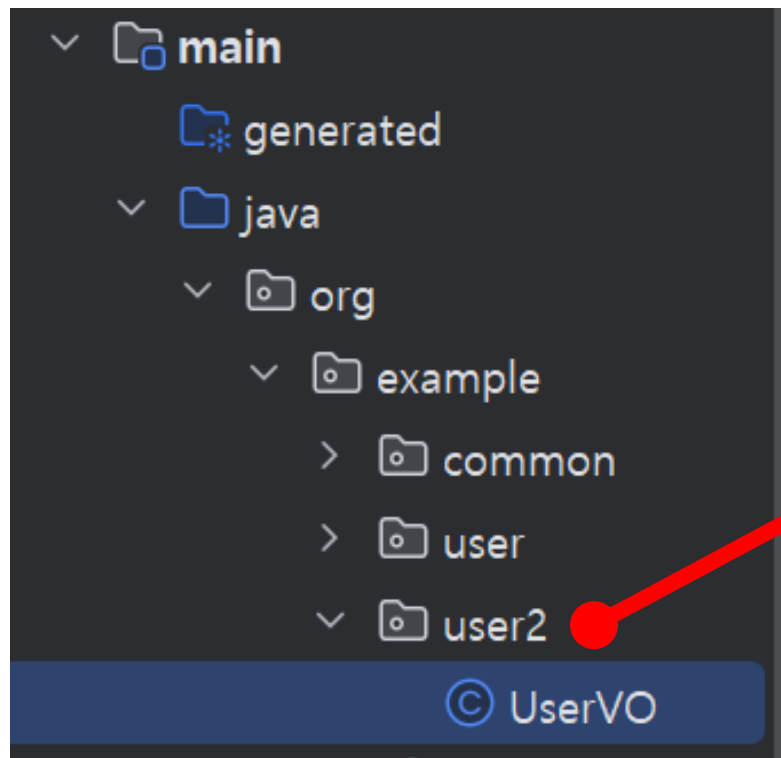 main
generated
java
org
example
common
user
user2
UserVO